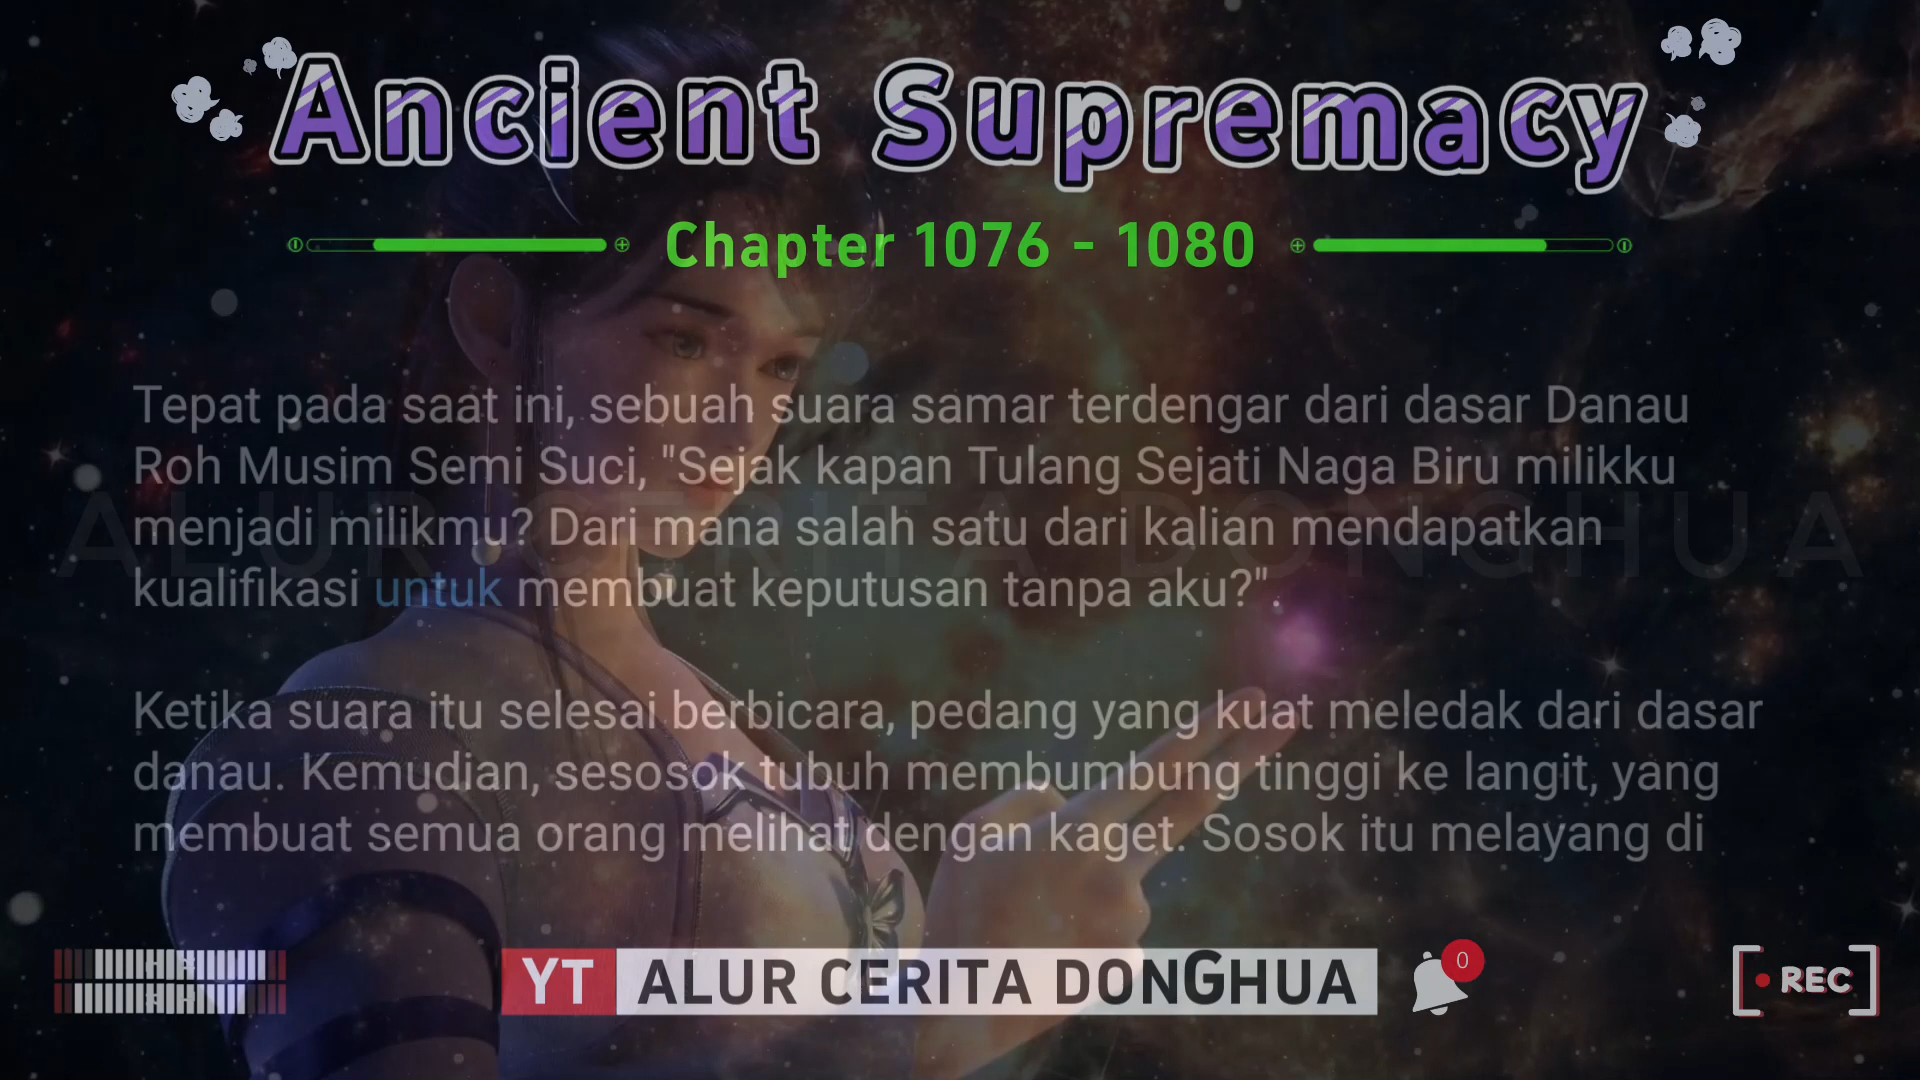 Ancient Supremacy
Chapter 1076 - 1080
Tepat pada saat ini, sebuah suara samar terdengar dari dasar Danau
Roh Musim Semi Suci, "Sejak kapan Tulang Sejati Naga Biru milikku
menjadi milikmu? Dari mana salah satu dari kalian mendapatkan
kualifikasi untuk membuat keputusan tanpa aku?" .
ALUR CERITA DONGHUA
Ketika suara itu selesai berbicara, pedang yang kuat meledak dari dasar
danau. Kemudian, sesosok tubuh membumbung tinggi ke langit, yang
membuat semua orang melihat dengan kaget. Sosok itu melayang di
YT ALUR CERITA DONGHUA
0
REC